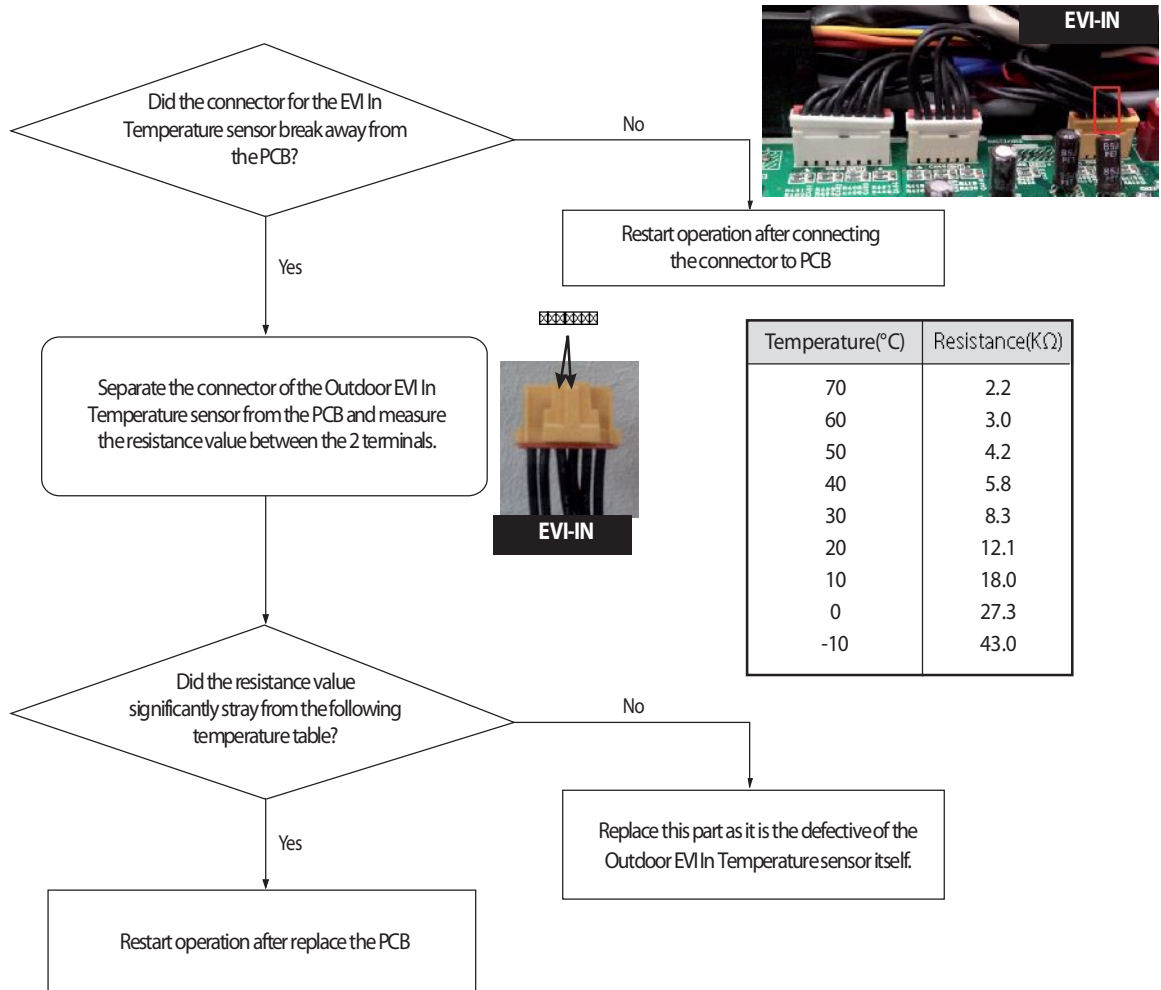 EVI-IN
Did the connector for the EVI In
Temperature sensor break away from
the PCB?
No
Restart operation after connecting
the connector to PCB
Yes
Separate the connector of the Outdoor EVI In
Temperature sensor from the PCB and measure
the resistance value between the 2 terminals.
EVI-IN
Temperature(°C) Resistance(KΩ)
70 2.2
60 3.0
50 4.2
40 5.8
30 8.3
20 12.1
10 18.0
0 27.3
-10 43.0
Did the resistance value
significantly stray from the following
temperature table?
No
Replace this part as it is the defective of the
Outdoor EVI In Temperature sensor itself.
Yes
Restart operation after replace the PCB